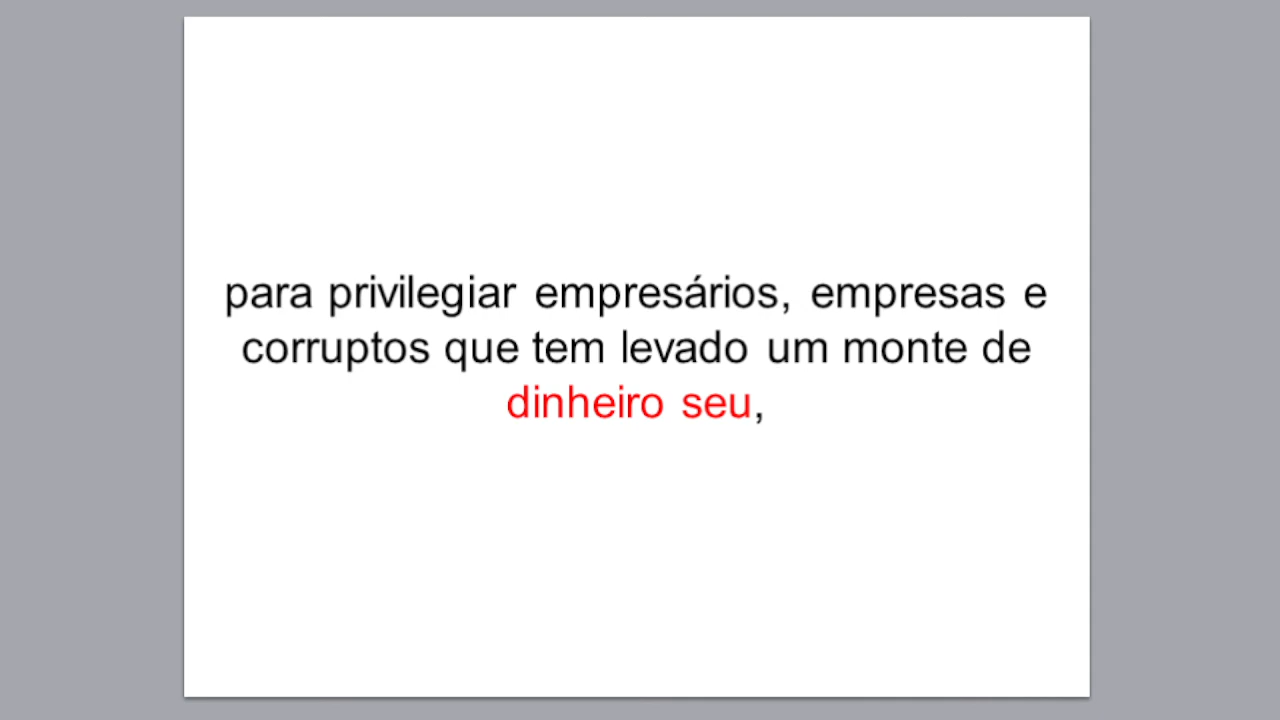 para privilegiar empresários, empresas e
corruptos que tem levado um monte de
dinheiro seu,